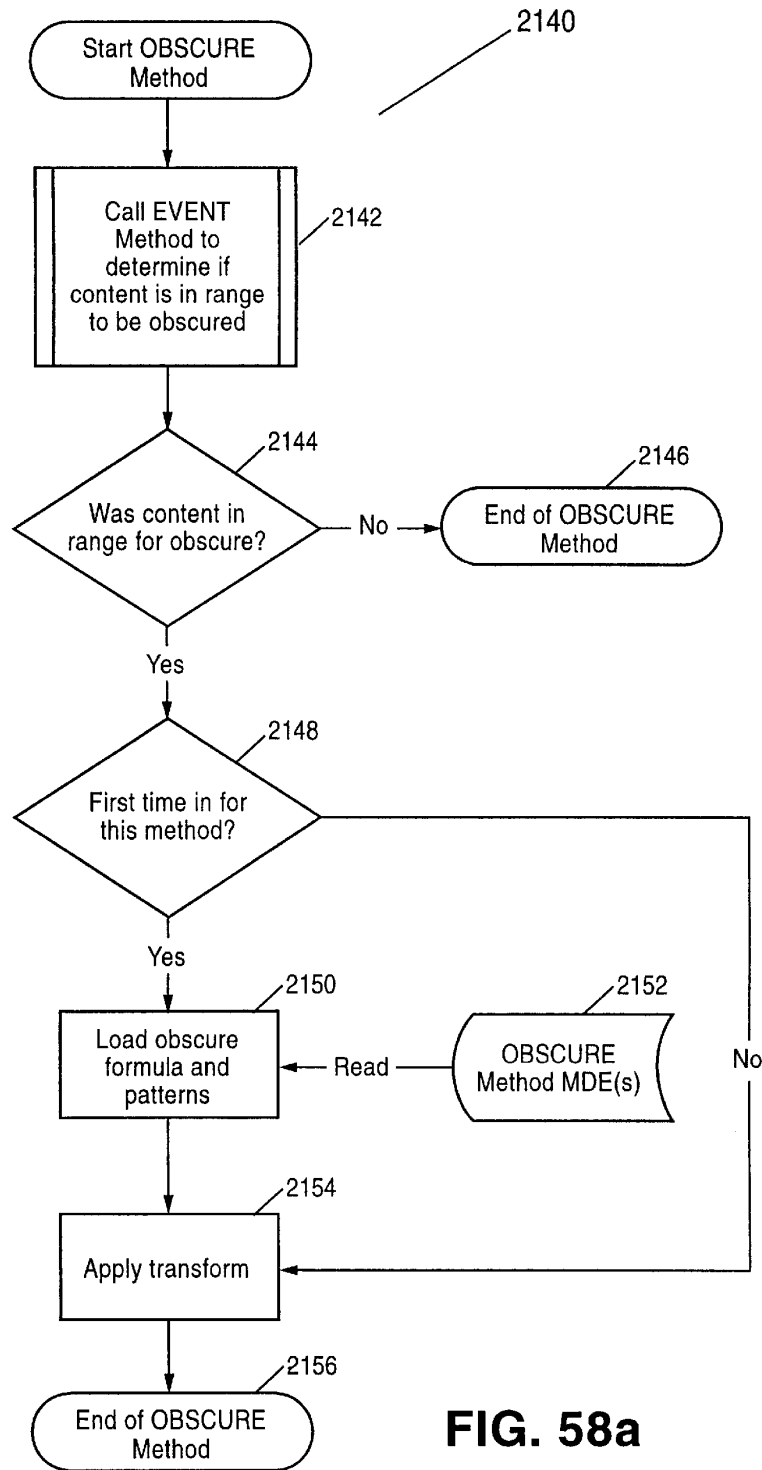 2140
Start OBSCURE
Method
Call EVENT
Method to
determine if
content is in range
to be obscured
2142
2144
Was content in
range for obscure?
No
2146
End of OBSCURE
Method
Yes
2148
First time in for
this method?
Yes
2150
Load obscure
formula and
patterns
Read
2152
OBSCURE
Method MDE(s)
No
2154
Apply transform
2156
End of OBSCURE
Method
FIG. 58a